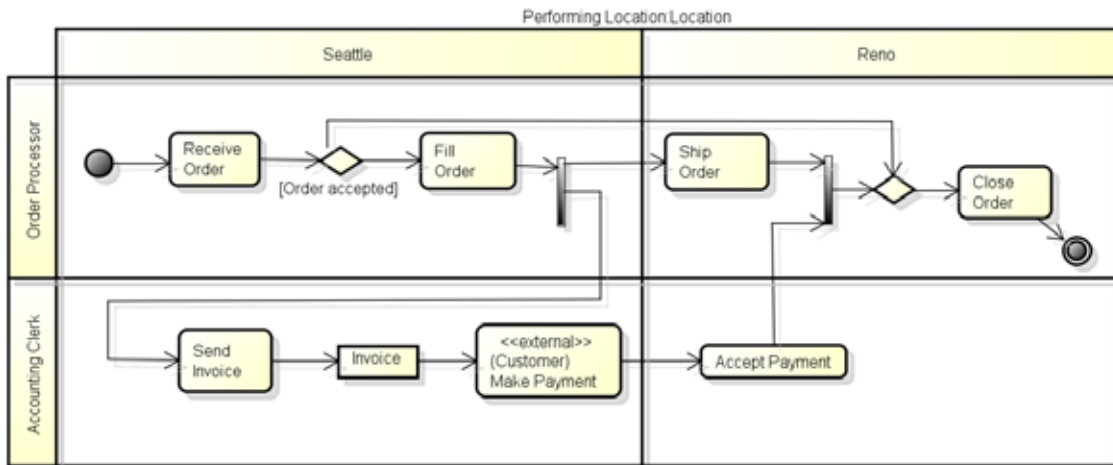 Performing Location:Location
Seattle
Reno
Order Processor
Receive
Order
[Order accepted]
Fill
Order
Ship
Order
Close
Order
Accounting Clerk
Send
Invoice
Invoice
<<external>>
(Customer)
Make Payment
Accept Payment